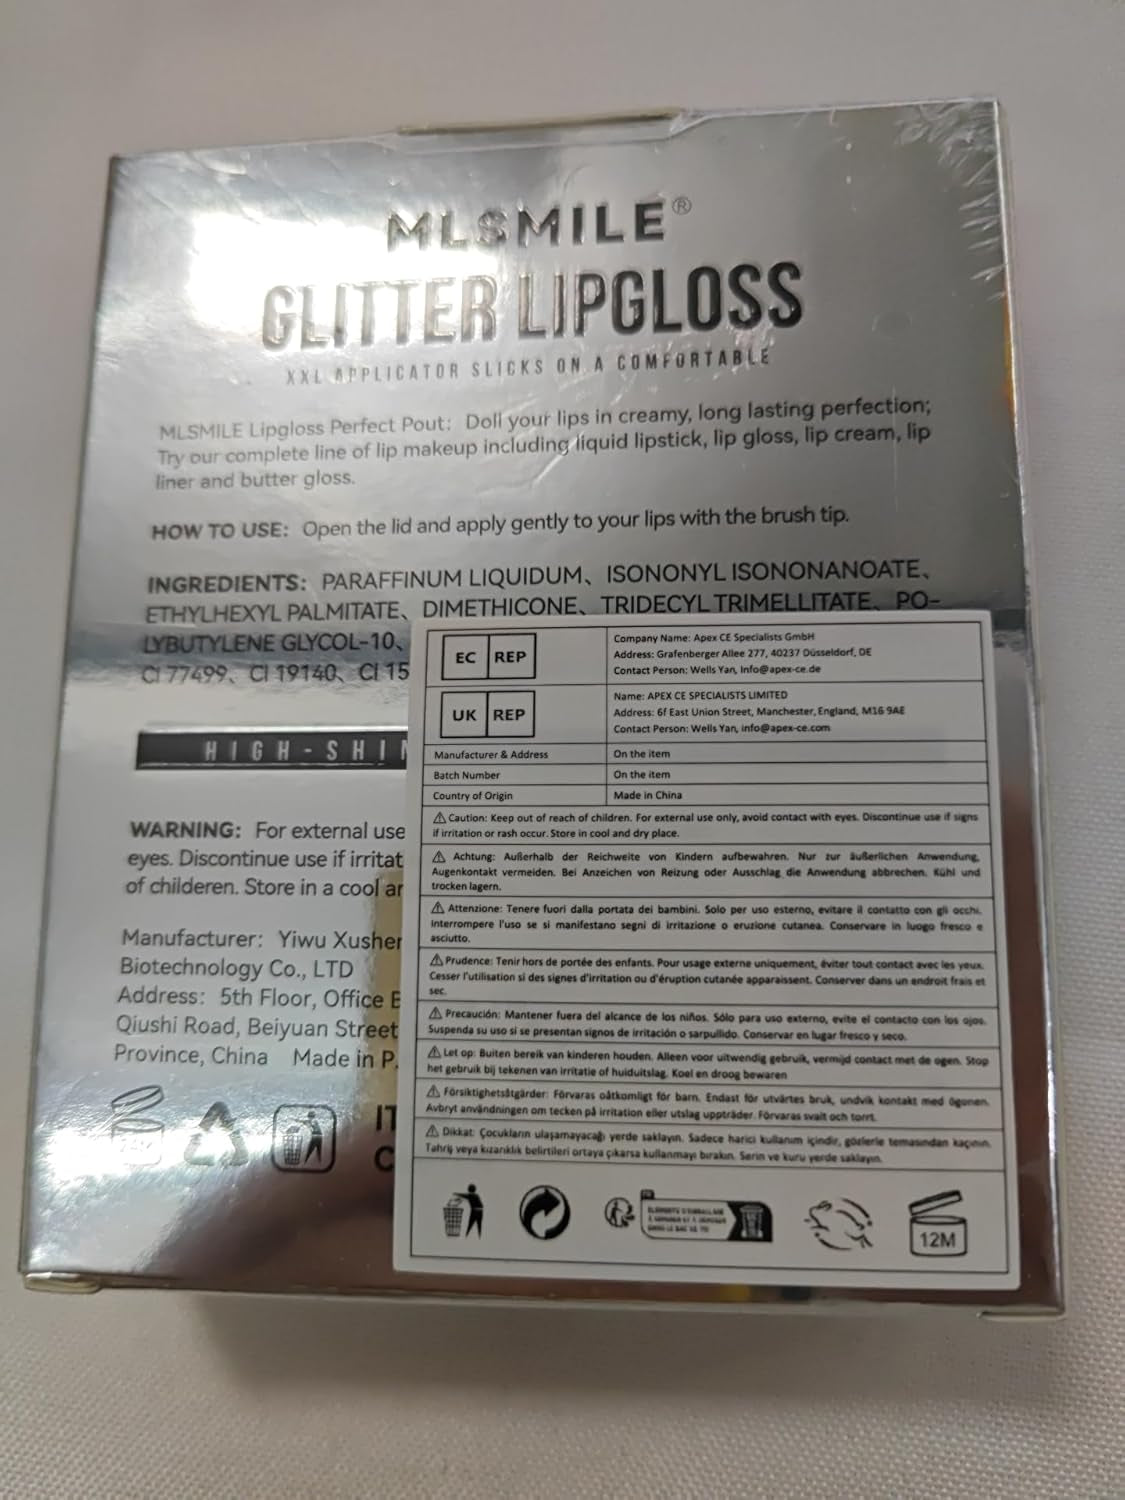 MLSMILE®
GLITTER LIPGLOSS
XXL APPLICATOR SLICKS ON A COMFORTABLE
MLSMILE Lipgloss Perfect Pout: Doll your lips in creamy, long lasting perfection;
Try our complete line of lip makeup including liquid lipstick, lip gloss, lip cream, lip
liner and butter gloss.
HOW TO USE: Open the lid and apply gently to your lips with the brush tip.
INGREDIENTS: PARAFFINUM LIQUIDUM、ISONONYL ISONONANOATE、
ETHYLHEXYL PALMITATE、DIMETHICONE、TRIDECYL TRIMELLITATE、PO-
LYBUTYLENE GLYCOL-10、
CI 77499、CI 19140、CI 15
HIGH-SHIN
WARNING: For external use
eyes. Discontinue use if irritat
of childeren. Store in a cool ar
Manufacturer: Yiwu Xusher
Biotechnology Co., LTD
Address: 5th Floor, Office B
Qiushi Road, Beiyuan Street
Province, China Made in P.
EC REP
Company Name: Apex CE Specialists GmbH
Address: Grafenberger Allee 277, 40237 Düsseldorf, DE
Contact Person: Wells Yan, Info@apex-ce.de
UK REP
Name: APEX CE SPECIALISTS LIMITED
Address: 6f East Union Street, Manchester, England, M16 9AE
Contact Person: Wells Yan, info@apex-ce.com
Manufacturer & Address On the item
Batch Number On the item
Country of Origin Made in China
⚠ Caution: Keep out of reach of children. For external use only, avoid contact with eyes. Discontinue use if signs
if irritation or rash occur. Store in cool and dry place.
⚠ Achtung: Außerhalb der Reichweite von Kindern aufbewahren. Nur zur äußerlichen Anwendung,
Augenkontakt vermeiden. Bei Anzeichen von Reizung oder Ausschlag die Anwendung abbrechen. Kühl und
trocken lagern.
⚠ Attenzione: Tenere fuori dalla portata dei bambini. Solo per uso esterno, evitare il contatto con gli occhi.
Interrompere l'uso se si manifestano segni di irritazione o eruzione cutanea. Conservare in luogo fresco e
asciutto.
⚠ Prudence: Tenir hors de portée des enfants. Pour usage externe uniquement, éviter tout contact avec les yeux.
Cesser l'utilisation si des signes d'irritation ou d'éruption cutanée apparaissent. Conserver dans un endroit frais et
sec.
⚠ Precaución: Mantener fuera del alcance de los niños. Sólo para uso externo, evite el contacto con los ojos.
Suspenda su uso si se presentan signos de irritación o sarpullido. Conservar en lugar fresco y seco.
⚠ Let op: Buiten bereik van kinderen houden. Alleen voor uitwendig gebruik, vermijd contact met de ogen. Stop
het gebruik bij tekenen van irritatie of huiduitslag. Koel en droog bewaren
⚠ Försiktighetsåtgärder: Förvaras oåtkomligt för barn. Endast för utvärtes bruk, undvik kontakt med ögonen.
Avbryt användningen om tecken på irritation eller utslag uppträder. Förvaras svalt och torrt.
⚠ Dikkat: Çocukların ulaşamayacağı yerde saklayın. Sadece harici kullanım içindir, gözlerle temasından kaçının.
Tahriş veya kızarıklık belirtileri ortaya çıkarsa kullanmayı bırakın. Serin ve kuru yerde saklayın.
12M